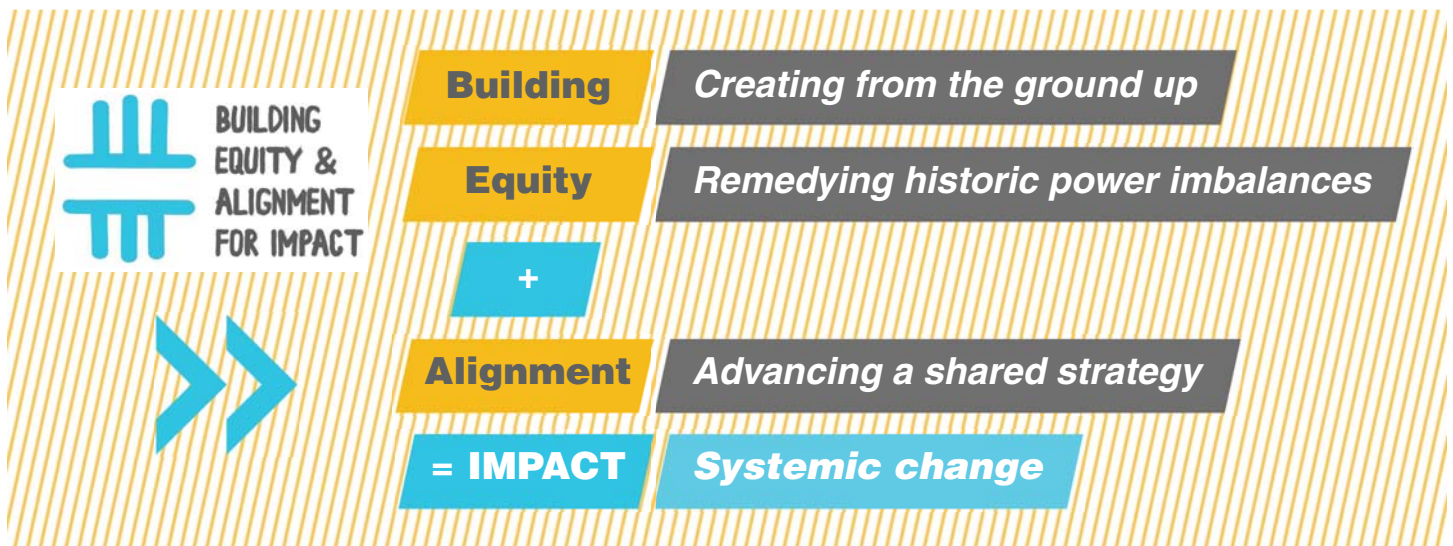 BUILDING
EQUITY &
ALIGNMENT
FOR IMPACT
Building Creating from the ground up
Equity Remedying historic power imbalances
+
Alignment Advancing a shared strategy
= IMPACT Systemic change